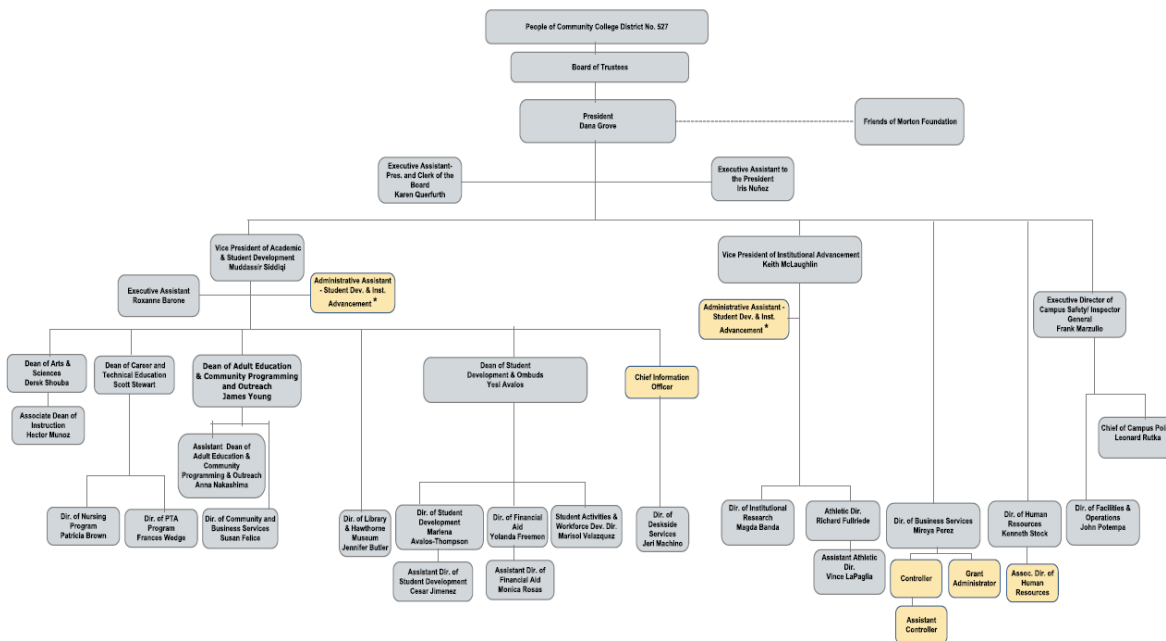 People of Community College District No. 527
Board of Trustees
President
Dana Grove
Friends of Morton Foundation
Executive Assistant-
Pres. and Clerk of the
Board
Karen Querfurth
Executive Assistant to
the President
Iris Nuñez
Vice President of Academic
& Student Development
Muddassir Siddiqi
Vice President of Institutional Advancement
Keith McLaughlin
Executive Assistant
Roxanne Barone
Administrative Assistant
- Student Dev. & Inst.
Advancement *
Administrative Assistant -
Student Dev. & Inst.
Advancement *
Executive Director of
Campus Safety/ Inspector
General
Frank Marzullo
Dean of Arts &
Sciences
Derek Shouba
Dean of Career and
Technical Education
Scott Stewart
Dean of Adult Education
& Community Programming
and Outreach
James Young
Dean of Student
Development & Ombuds
Yesi Avalos
Chief Information
Officer
Associate Dean of
Instruction
Hector Munoz
Assistant Dean of
Adult Education &
Community
Programming & Outreach
Anna Nakashima
Chief of Campus Poli
Leonard Rutka
Dir. of Nursing
Program
Patricia Brown
Dir. of PTA
Program
Frances Wedge
Dir. of Community and
Business Services
Susan Felice
Dir. of Library
& Hawthorne
Museum
Jennifer Butler
Dir. of Student
Development
Marlena
Avalos-Thompson
Dir. of Financial
Aid
Yolanda Freemon
Student Activities &
Workforce Dev. Dir.
Marisol Velazquez
Dir. of
Deskside
Services
Jeri Machino
Dir. of Institutional
Research
Magda Banda
Athletic Dir.
Richard Fullriede
Dir. of Business Services
Mireya Perez
Dir. of Human
Resources
Kenneth Stock
Dir. of Facilities &
Operations
John Potempa
Assistant Dir. of
Student Development
Cesar Jimenez
Assistant Dir. of
Financial Aid
Monica Rosas
Assistant Athletic
Dir.
Vince LaPaglia
Controller
Grant
Administrator
Assoc. Dir. of
Human
Resources
Assistant
Controller